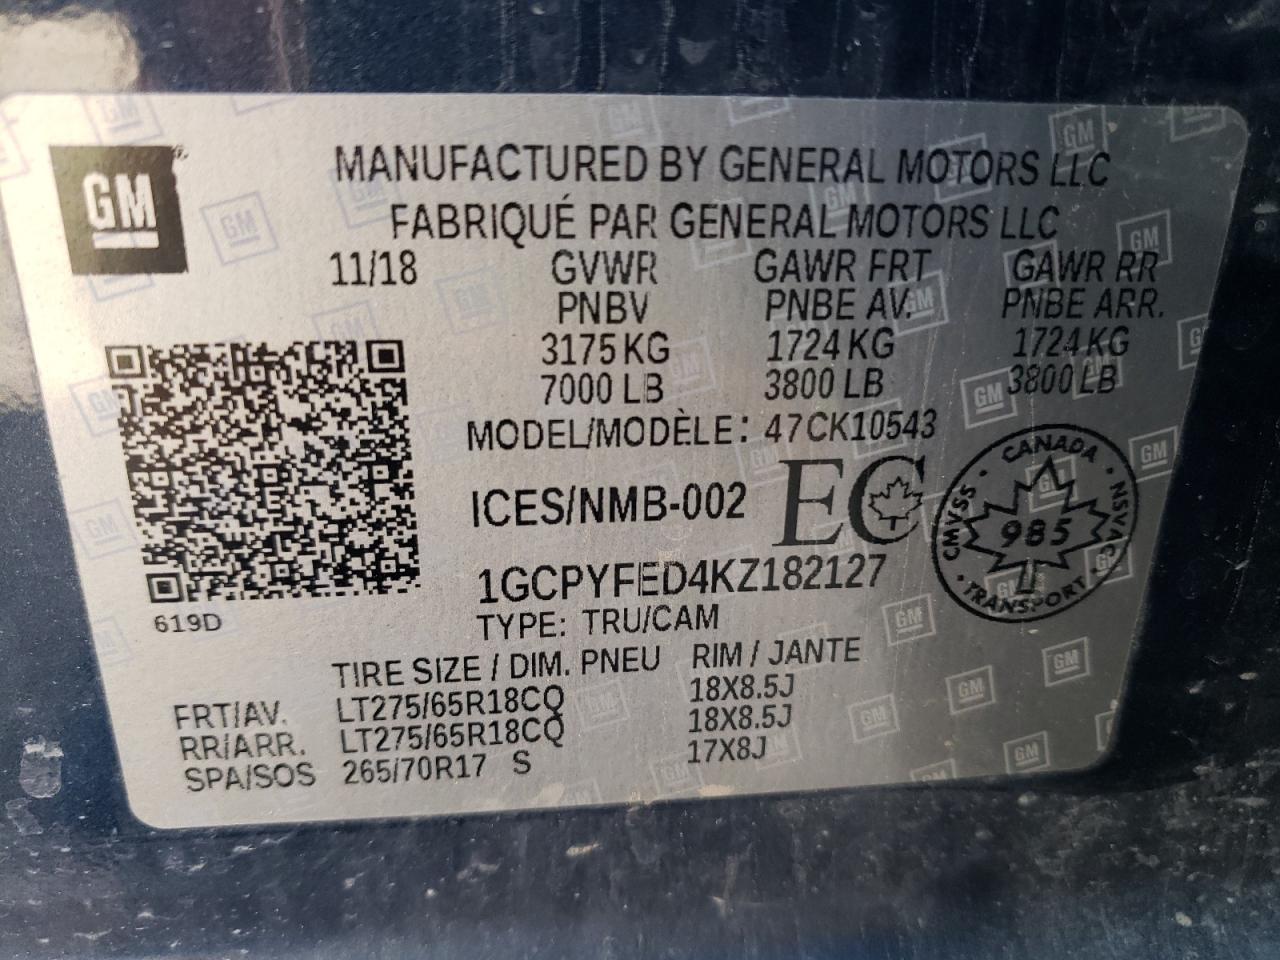 GM
MANUFACTURED BY GENERAL MOTORS LLC
FABRIQUÉ PAR GENERAL MOTORS LLC
11/18 GVWR GAWR FRT GAWR RR
PNBV PNBE AV. PNBE ARR.
3175 KG 1724 KG 1724 KG
7000 LB 3800 LB 3800 LB
MODEL/MODÈLE: 47CK10543
ICES/NMB-002 EC
CANADA
CMVSS 985 NSVAC
TRANSPORT
1GCPYFED4KZ182127
619D
TYPE: TRU/CAM
TIRE SIZE / DIM. PNEU RIM / JANTE
FRT/AV. LT275/65R18CQ 18X8.5J
RR/ARR. LT275/65R18CQ 18X8.5J
SPA/SOS 265/70R17 S 17X8J